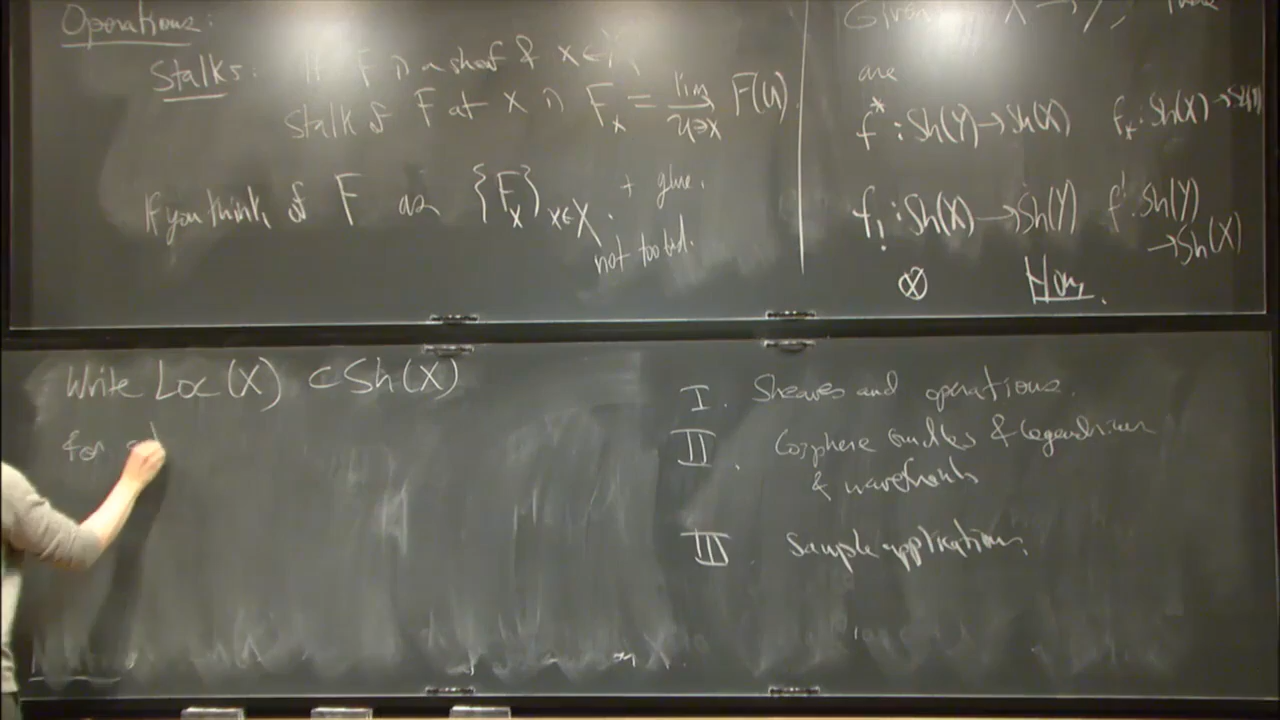 Operations:
Stalks: If F is a sheaf & x ∈ X,
stalk of F at x is F_x = lim→ U∋x F(U).
If you think of F as {F_x}_{x∈X} + glue.
not too bad.
Given X → Y, there
are
f^* : Sh(Y) → Sh(X) f_* : Sh(X) → Sh(Y)
f_! : Sh(X) → Sh(Y) f^! : Sh(Y)
→ Sh(X)
⊗ Hom.
Write Loc(X) ⊂ Sh(X)
for
I. Sheaves and operations.
II. Cosphere bundles & Legendrians
& wavefronts
III. Sample applications.
X